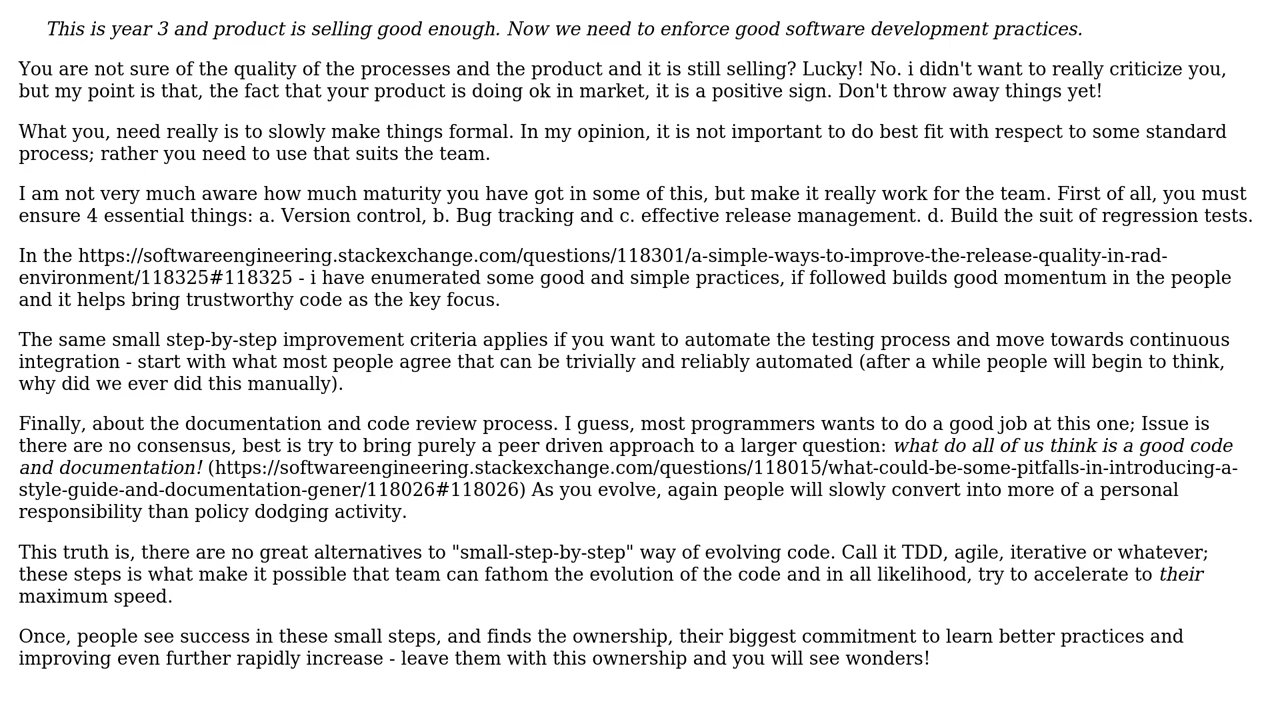 This is year 3 and product is selling good enough. Now we need to enforce good software development practices.
You are not sure of the quality of the processes and the product and it is still selling? Lucky! No. i didn't want to really criticize you,
but my point is that, the fact that your product is doing ok in market, it is a positive sign. Don't throw away things yet!
What you, need really is to slowly make things formal. In my opinion, it is not important to do best fit with respect to some standard
process; rather you need to use that suits the team.
I am not very much aware how much maturity you have got in some of this, but make it really work for the team. First of all, you must
ensure 4 essential things: a. Version control, b. Bug tracking and c. effective release management. d. Build the suit of regression tests.
In the https://softwareengineering.stackexchange.com/questions/118301/a-simple-ways-to-improve-the-release-quality-in-rad-
environment/118325#118325 - i have enumerated some good and simple practices, if followed builds good momentum in the people
and it helps bring trustworthy code as the key focus.
The same small step-by-step improvement criteria applies if you want to automate the testing process and move towards continuous
integration - start with what most people agree that can be trivially and reliably automated (after a while people will begin to think,
why did we ever did this manually).
Finally, about the documentation and code review process. I guess, most programmers wants to do a good job at this one; Issue is
there are no consensus, best is try to bring purely a peer driven approach to a larger question: what do all of us think is a good code
and documentation! (https://softwareengineering.stackexchange.com/questions/118015/what-could-be-some-pitfalls-in-introducing-a-
style-guide-and-documentation-gener/118026#118026) As you evolve, again people will slowly convert into more of a personal
responsibility than policy dodging activity.
This truth is, there are no great alternatives to "small-step-by-step" way of evolving code. Call it TDD, agile, iterative or whatever;
these steps is what make it possible that team can fathom the evolution of the code and in all likelihood, try to accelerate to their
maximum speed.
Once, people see success in these small steps, and finds the ownership, their biggest commitment to learn better practices and
improving even further rapidly increase - leave them with this ownership and you will see wonders!